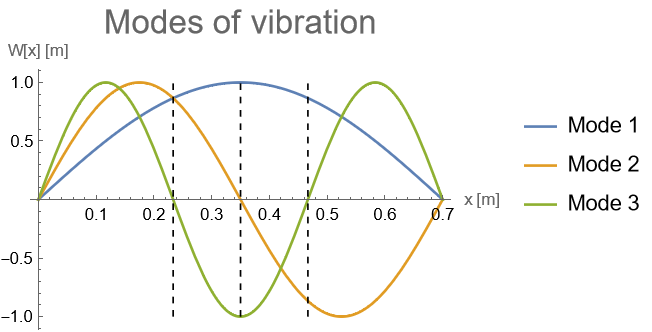 Modes of vibration
W[x] [m]
1.0
0.5
−0.5
−1.0
0.1 0.2 0.3 0.4 0.5 0.6 0.7
x [m]
Mode 1
Mode 2
Mode 3